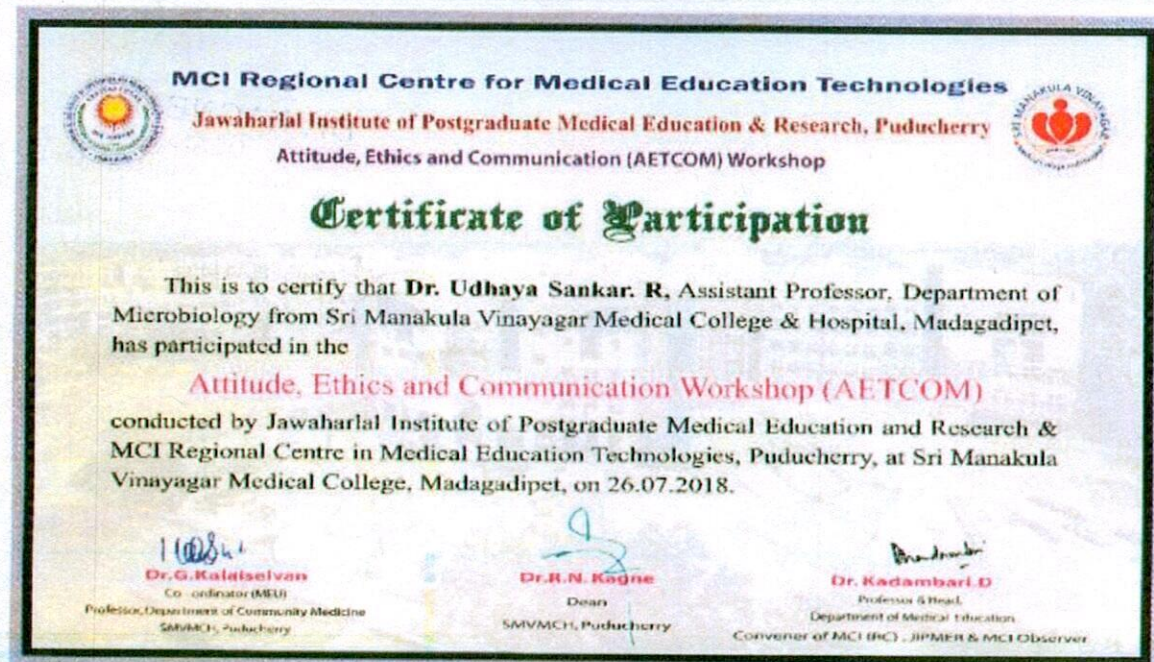 MCI Regional Centre for Medical Education Technologies
Jawaharlal Institute of Postgraduate Medical Education & Research, Puducherry
Attitude, Ethics and Communication (AETCOM) Workshop
SRI MANAKULA VINAYAGAR
Certificate of Participation
This is to certify that Dr. Udhaya Sankar. R, Assistant Professor, Department of
Microbiology from Sri Manakula Vinayagar Medical College & Hospital, Madagadipet,
has participated in the
Attitude, Ethics and Communication Workshop (AETCOM)
conducted by Jawaharlal Institute of Postgraduate Medical Education and Research &
MCI Regional Centre in Medical Education Technologies, Puducherry, at Sri Manakula
Vinayagar Medical College, Madagadipet, on 26.07.2018.
Dr.G.Kalaiselvan
Co-ordinator (MEU)
Professor, Department of Community Medicine
SMVMCH, Puducherry
Dr.R.N. Kagne
Dean
SMVMCH, Puducherry
Dr. Kadambari.D
Professor & Head,
Department of Medical Education
Convener of MCI (RC) , JIPMER & MCI Observer